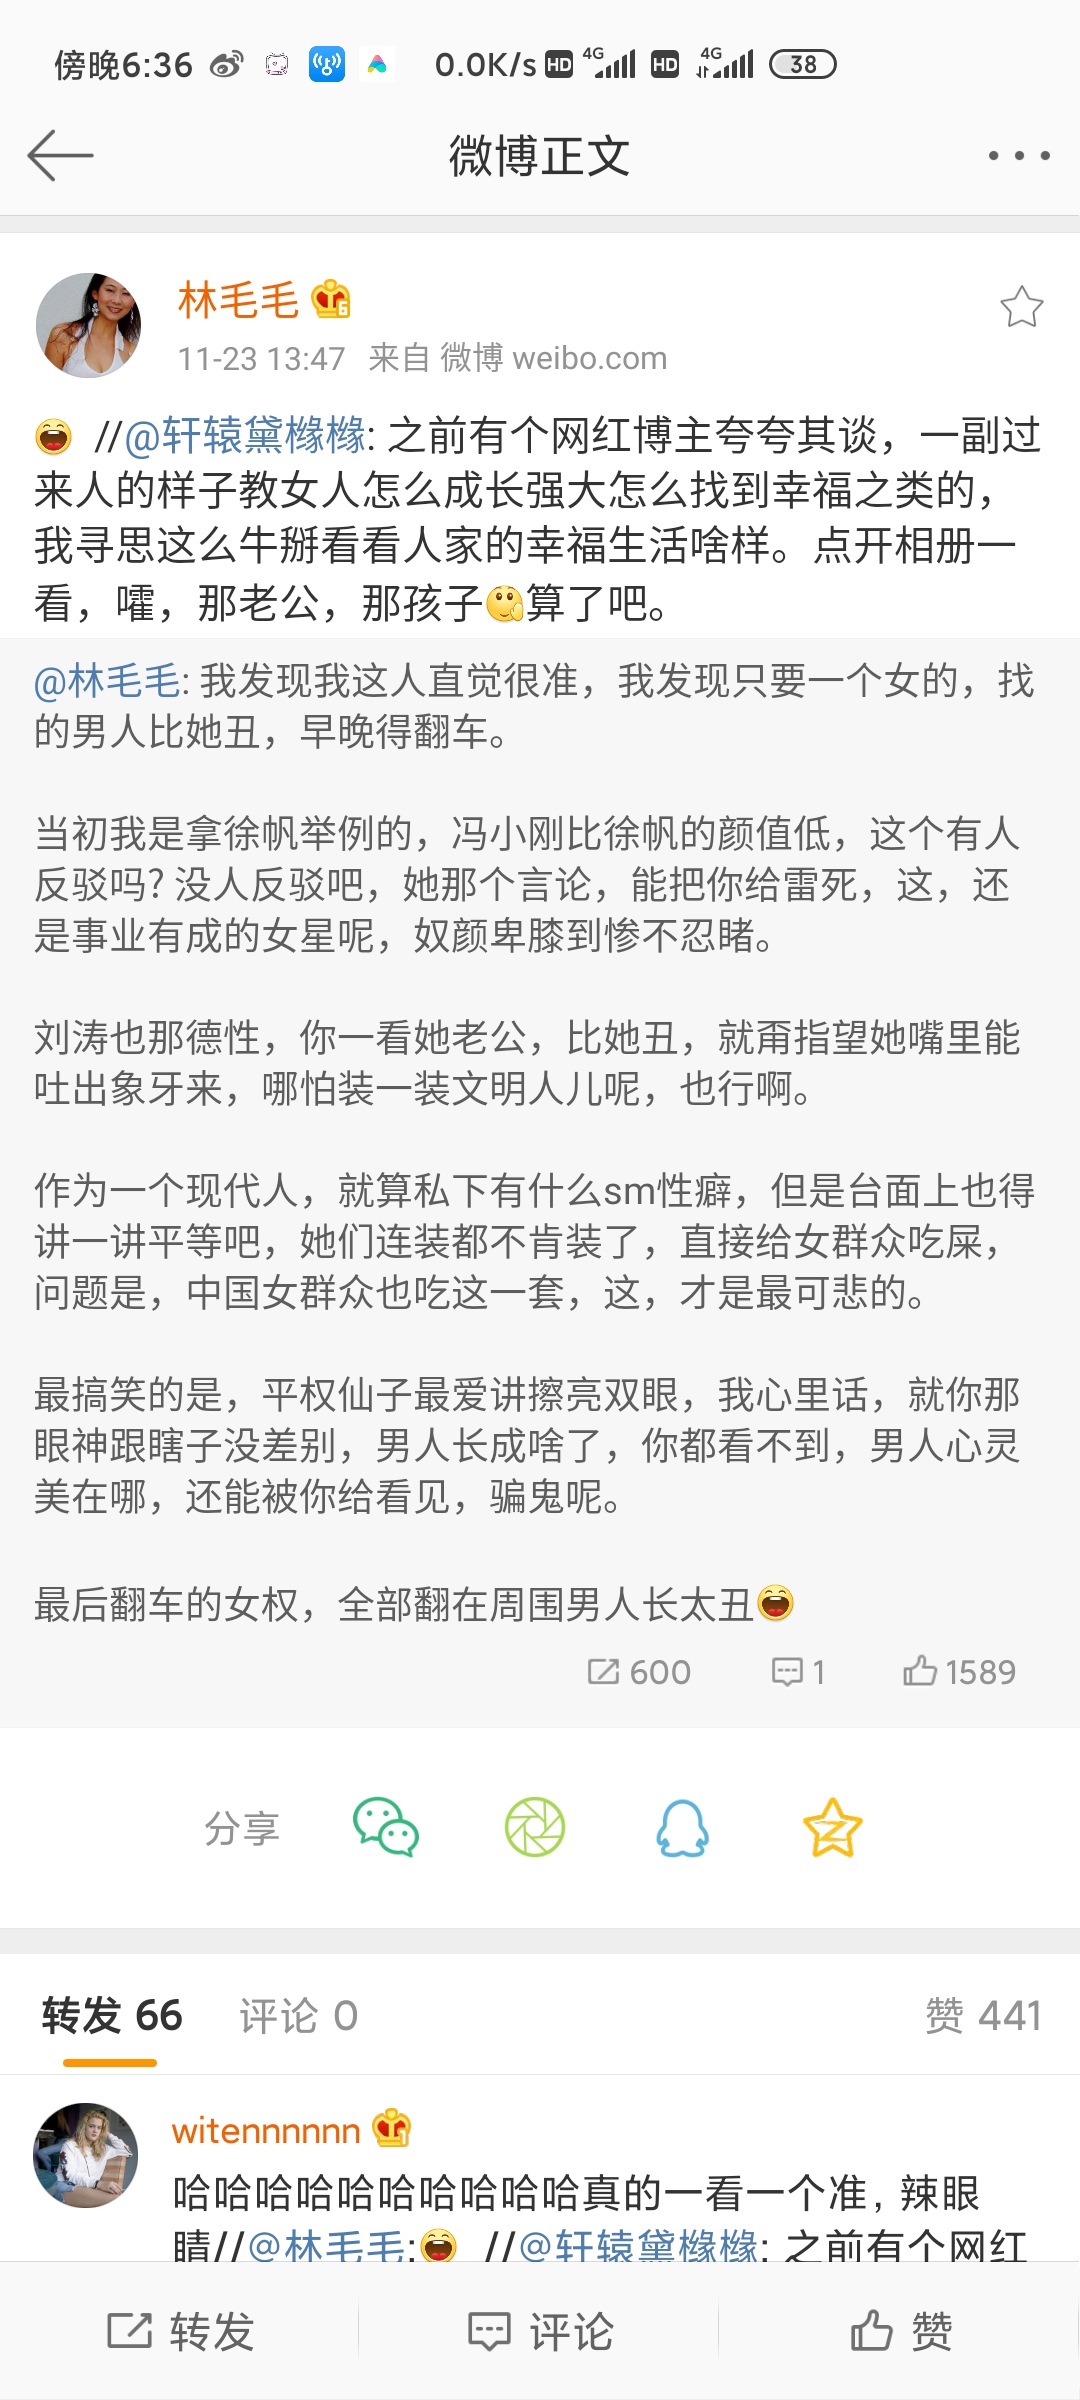 傍晚6:36 0.0K/s HD 4G HD 4G 38
微博正文
林毛毛 6
11-23 13:47 来自 微博 weibo.com
//@轩辕黛橼橼: 之前有个网红博主夸夸其谈，一副过
来人的样子教女人怎么成长强大怎么找到幸福之类的，
我寻思这么牛掰看看人家的幸福生活啥样。点开相册一
看，嚯，那老公，那孩子算了吧。
@林毛毛: 我发现我这人直觉很准，我发现只要一个女的，找
的男人比她丑，早晚得翻车。
当初我是拿徐帆举例的，冯小刚比徐帆的颜值低，这个有人
反驳吗? 没人反驳吧，她那个言论，能把你给雷死，这，还
是事业有成的女星呢，奴颜卑膝到惨不忍睹。
刘涛也那德性，你一看她老公，比她丑，就甭指望她嘴里能
吐出象牙来，哪怕装一装文明人儿呢，也行啊。
作为一个现代人，就算私下有什么sm性癖，但是台面上也得
讲一讲平等吧，她们连装都不肯装了，直接给女群众吃屎，
问题是，中国女群众也吃这一套，这，才是最可悲的。
最搞笑的是，平权仙子最爱讲擦亮双眼，我心里话，就你那
眼神跟瞎子没差别，男人长成啥了，你都看不到，男人心灵
美在哪，还能被你给看见，骗鬼呢。
最后翻车的女权，全部翻在周围男人长太丑
600 1 1589
分享
转发 66 评论 0 赞 441
witennnnnn 1
哈哈哈哈哈哈哈哈哈哈真的一看一个准, 辣眼
睛//@林毛毛: //@轩辕黛橼橼: 之前有个网红
转发 评论 赞